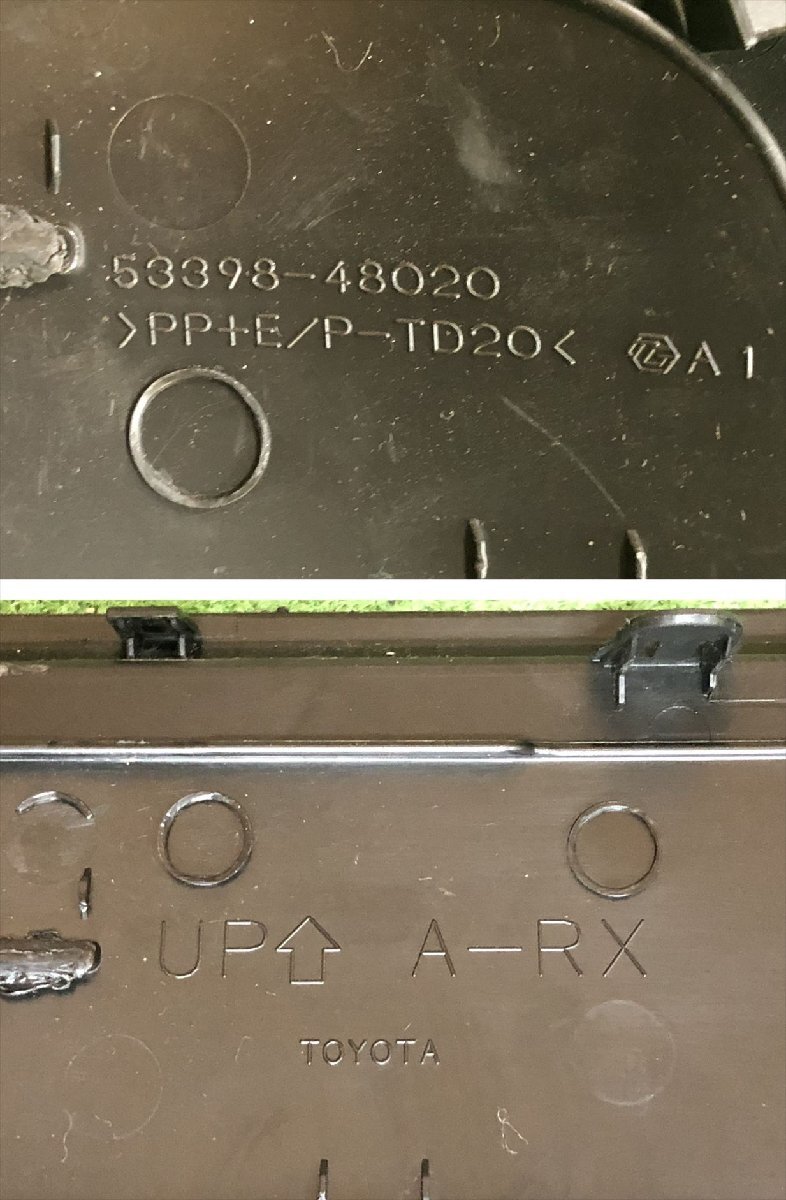 53398-48020
>PP+E/P-TD20<
A1
UP A-RX
TOYOTA